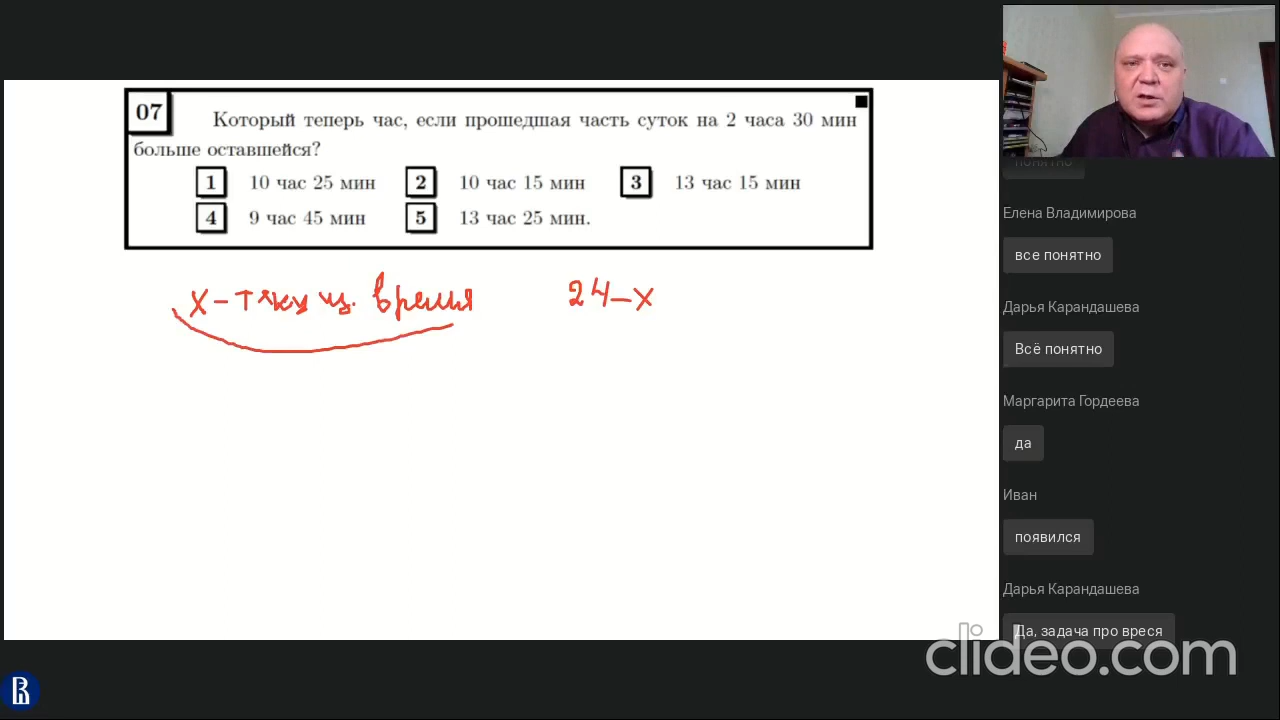 07
Который теперь час, если прошедшая часть суток на 2 часа 30 мин
больше оставшейся?
1 10 час 25 мин 2 10 час 15 мин 3 13 час 15 мин
4 9 час 45 мин 5 13 час 25 мин.
x - текущ. время 24-x
понятно
Елена Владимирова
все понятно
Дарья Карандашева
Всё понятно
Маргарита Гордеева
да
Иван
появился
Дарья Карандашева
Да, задача про вреся
clideo.com